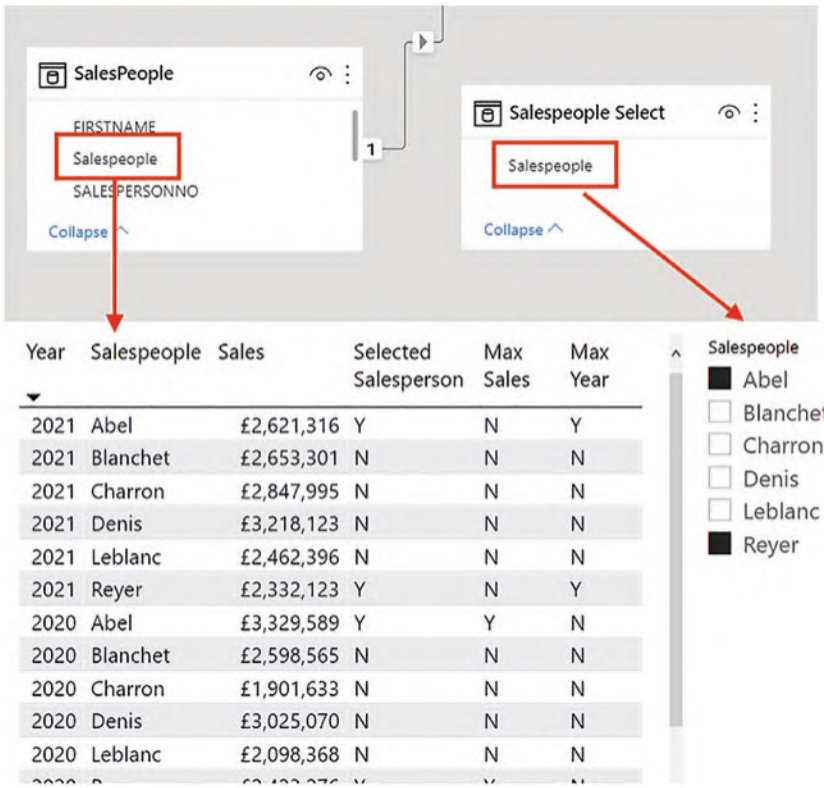 SalesPeople
FIRSTNAME
Salespeople
SALESPERSONNO
Collapse
1
Salespeople Select
Salespeople
Collapse
Year Salespeople Sales Selected Salesperson Max Sales Max Year
2021 Abel £2,621,316 Y N Y
2021 Blanchet £2,653,301 N N N
2021 Charron £2,847,995 N N N
2021 Denis £3,218,123 N N N
2021 Leblanc £2,462,396 N N N
2021 Reyer £2,332,123 Y N Y
2020 Abel £3,329,589 Y Y N
2020 Blanchet £2,598,565 N N N
2020 Charron £1,901,633 N N N
2020 Denis £3,025,070 N N N
2020 Leblanc £2,098,368 N N N
Salespeople
Abel
Blanchet
Charron
Denis
Leblanc
Reyer